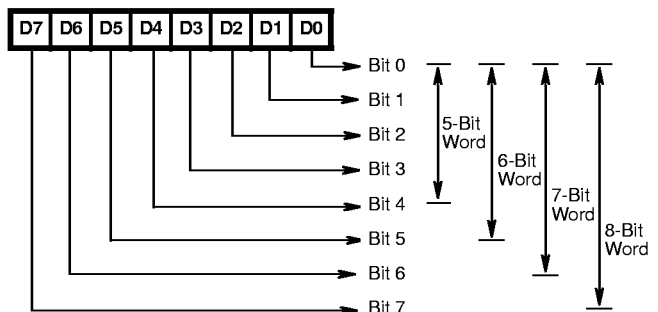 D7 D6 D5 D4 D3 D2 D1 D0
Bit 0
Bit 1
Bit 2
Bit 3
Bit 4
Bit 5
Bit 6
Bit 7
5-Bit
Word
6-Bit
Word
7-Bit
Word
8-Bit
Word